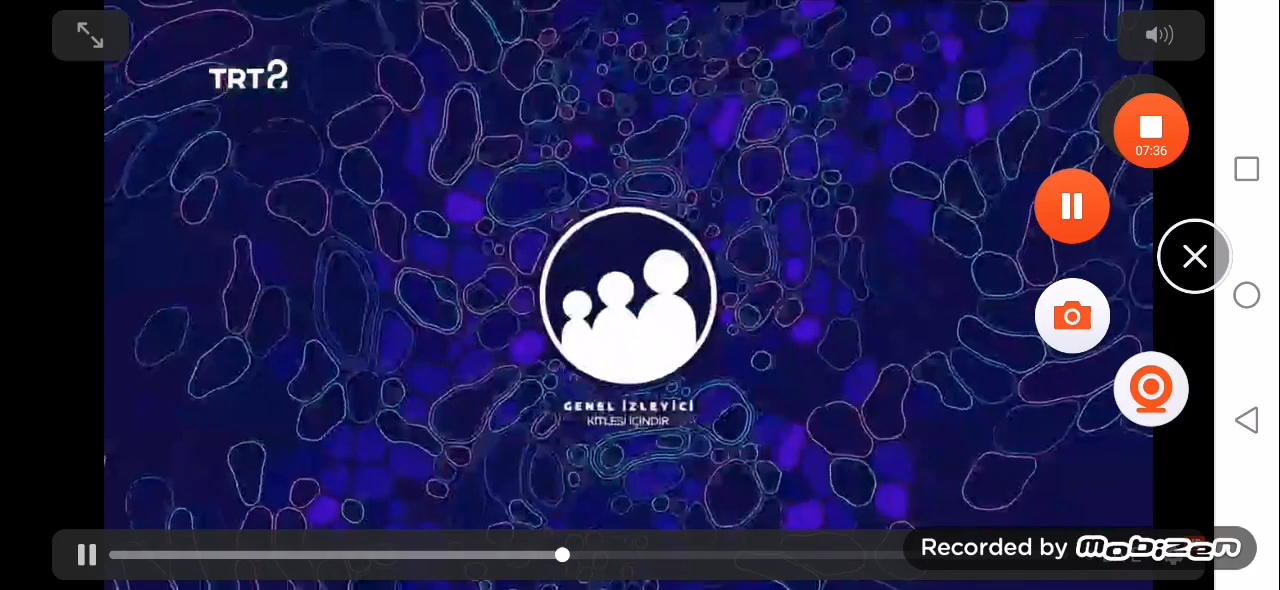 TRT2
07:36
GENEL İZLEYİCİ
KİTLESİ İÇİNDİR
Recorded by mobizen